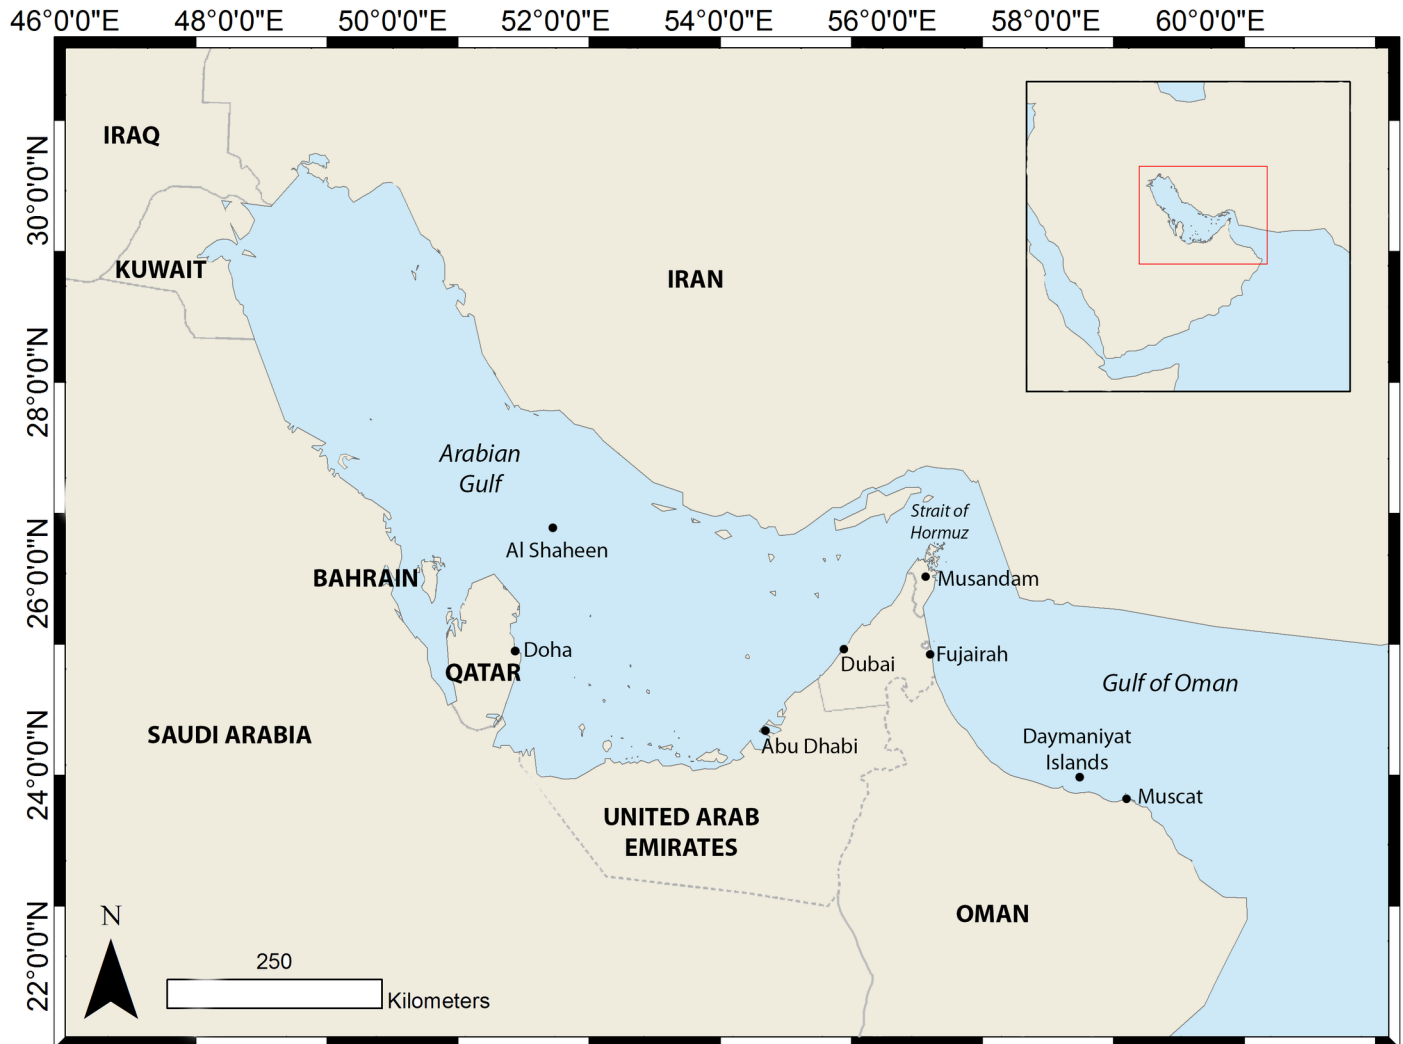 46°0'0"E 48°0'0"E 50°0'0"E 52°0'0"E 54°0'0"E 56°0'0"E 58°0'0"E 60°0'0"E
30°0'0"N
28°0'0"N
26°0'0"N
24°0'0"N
22°0'0"N
IRAQ
KUWAIT
IRAN
Arabian
Gulf
Strait of
Hormuz
Al Shaheen
BAHRAIN
Musandam
Doha
QATAR
Dubai
Fujairah
Gulf of Oman
SAUDI ARABIA
Abu Dhabi
Daymaniyat
Islands
Muscat
UNITED ARAB
EMIRATES
OMAN
N
250
Kilometers